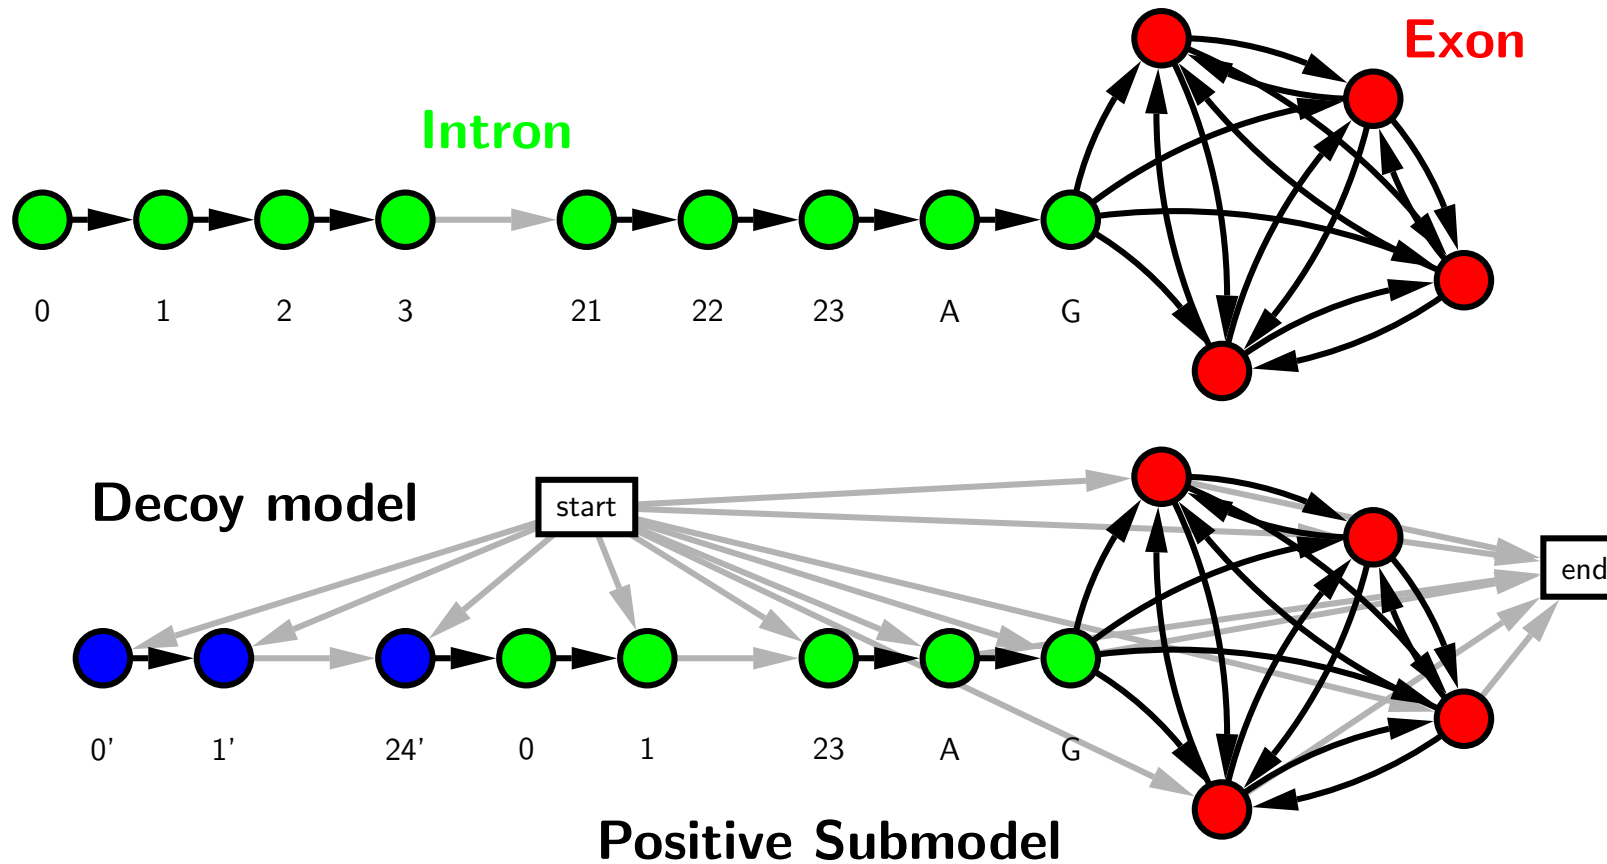 Exon
Intron
0 1 2 3 21 22 23 A G
Decoy model
start
end
0' 1' 24' 0 1 23 A G
Positive Submodel